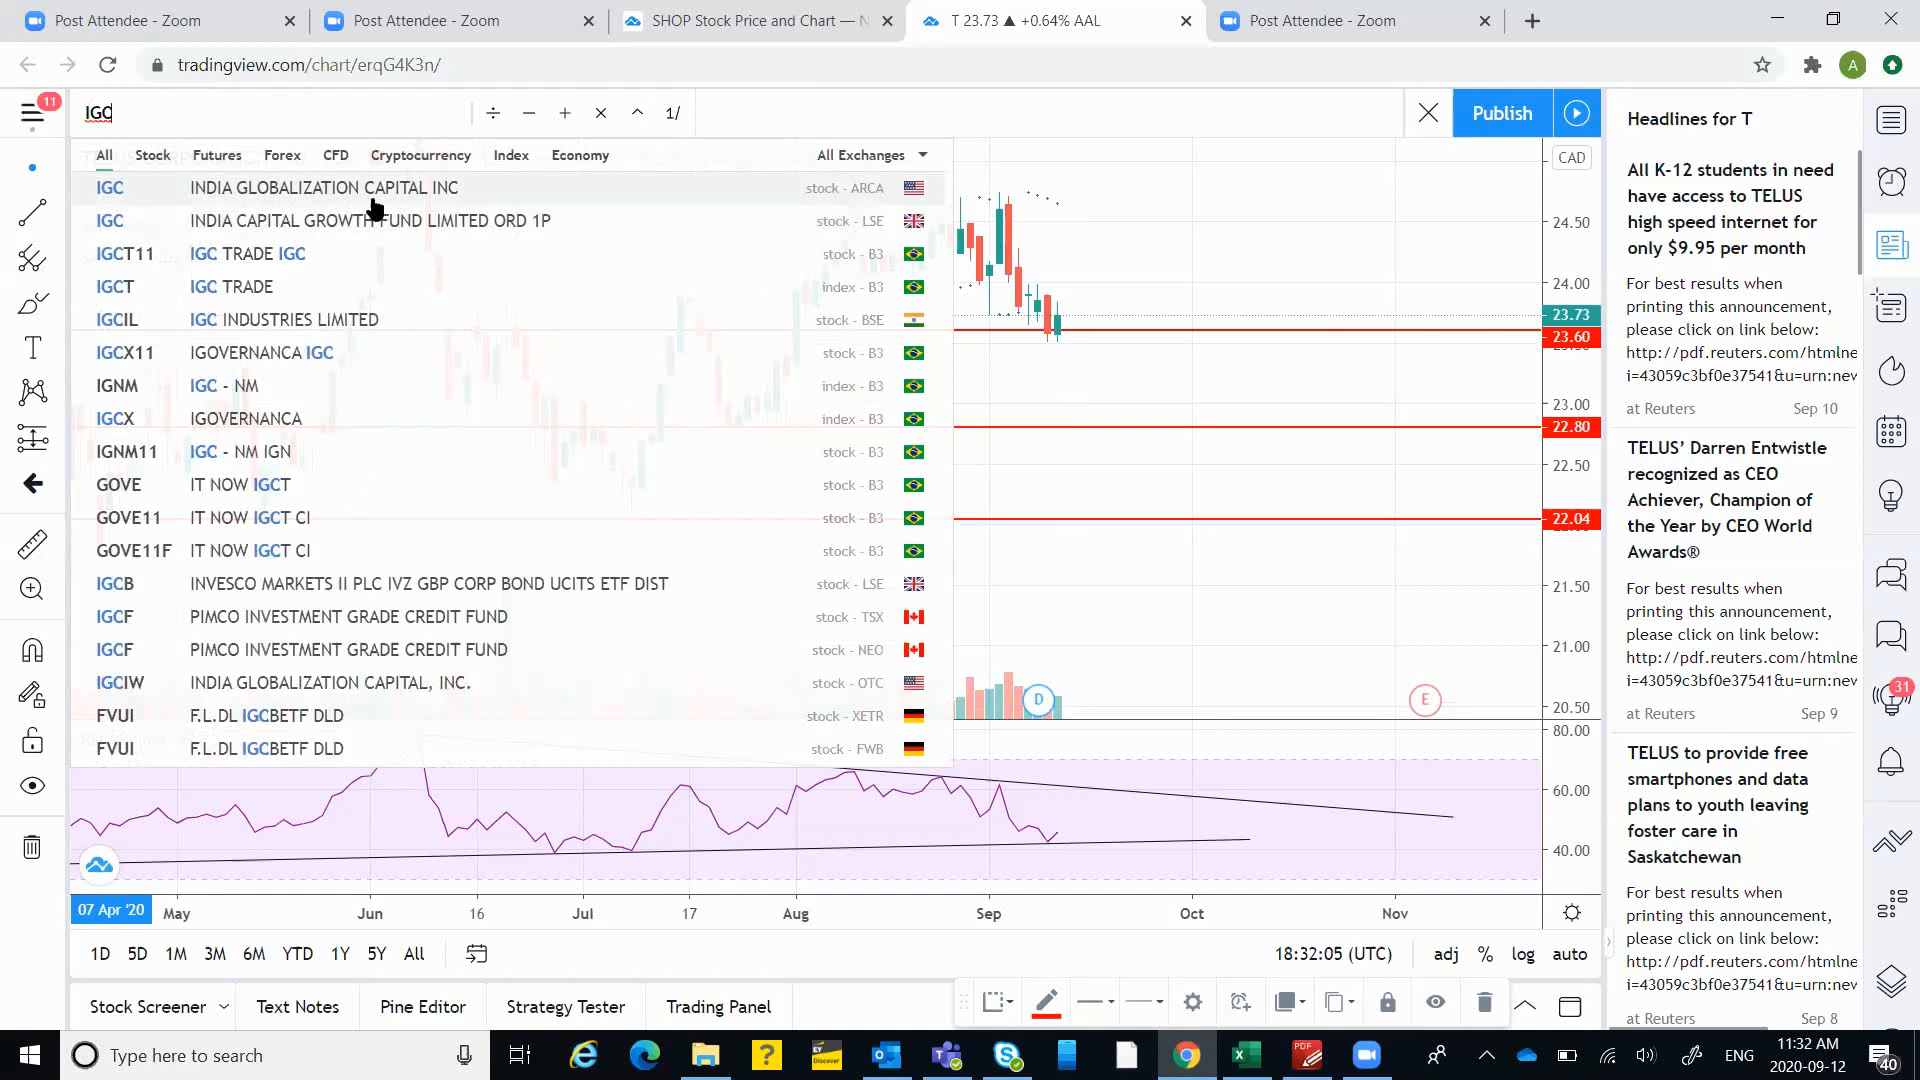 Post Attendee - Zoom
Post Attendee - Zoom
SHOP Stock Price and Chart — N
T 23.73 ▲ +0.64% AAL
Post Attendee - Zoom
tradingview.com/chart/erqG4K3n/
A
11
IGC
÷ − + × ^ 1/
Publish
All Stock Futures Forex CFD Cryptocurrency Index Economy All Exchanges
IGC INDIA GLOBALIZATION CAPITAL INC stock - ARCA
IGC INDIA CAPITAL GROWTH FUND LIMITED ORD 1P stock - LSE
IGCT11 IGC TRADE IGC stock - B3
IGCT IGC TRADE index - B3
IGCIL IGC INDUSTRIES LIMITED stock - BSE
IGCX11 IGOVERNANCA IGC stock - B3
IGNM IGC - NM index - B3
IGCX IGOVERNANCA index - B3
IGNM11 IGC - NM IGN stock - B3
GOVE IT NOW IGCT stock - B3
GOVE11 IT NOW IGCT CI stock - B3
GOVE11F IT NOW IGCT CI stock - B3
IGCB INVESCO MARKETS II PLC IVZ GBP CORP BOND UCITS ETF DIST stock - LSE
IGCF PIMCO INVESTMENT GRADE CREDIT FUND stock - TSX
IGCF PIMCO INVESTMENT GRADE CREDIT FUND stock - NEO
IGCIW INDIA GLOBALIZATION CAPITAL, INC. stock - OTC
FVUI F.L.DL IGCBETF DLD stock - XETR
FVUI F.L.DL IGCBETF DLD stock - FWB
CAD
24.50
24.00
23.73
23.60
23.00
22.80
22.50
22.04
21.50
21.00
20.50
80.00
60.00
40.00
D
E
07 Apr '20 May Jun 16 Jul 17 Aug Sep Oct Nov
1D 5D 1M 3M 6M YTD 1Y 5Y All
18:32:05 (UTC) adj % log auto
Stock Screener Text Notes Pine Editor Strategy Tester Trading Panel
Headlines for T
All K-12 students in need
have access to TELUS
high speed internet for
only $9.95 per month
For best results when
printing this announcement,
please click on link below:
http://pdf.reuters.com/htmlne
i=43059c3bf0e37541&u=urn:nev
at Reuters Sep 10
TELUS’ Darren Entwistle
recognized as CEO
Achiever, Champion of
the Year by CEO World
Awards®
For best results when
printing this announcement,
please click on link below:
http://pdf.reuters.com/htmlne
i=43059c3bf0e37541&u=urn:nev
at Reuters Sep 9
TELUS to provide free
smartphones and data
plans to youth leaving
foster care in
Saskatchewan
For best results when
printing this announcement,
please click on link below:
http://pdf.reuters.com/htmlne
i=43059c3bf0e37541&u=urn:nev
at Reuters Sep 8
31
Type here to search
?
EY
Discover
PDF
ENG
11:32 AM
2020-09-12
40